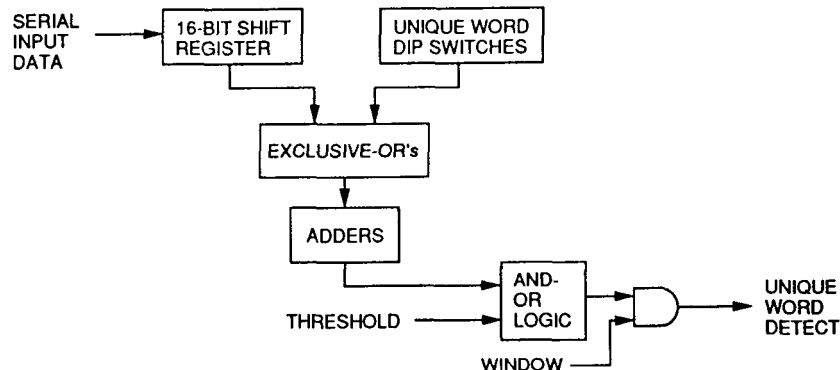 SERIAL
INPUT
DATA
16-BIT SHIFT
REGISTER
UNIQUE WORD
DIP SWITCHES
EXCLUSIVE-OR's
ADDERS
AND-
OR
LOGIC
THRESHOLD
WINDOW
UNIQUE
WORD
DETECT